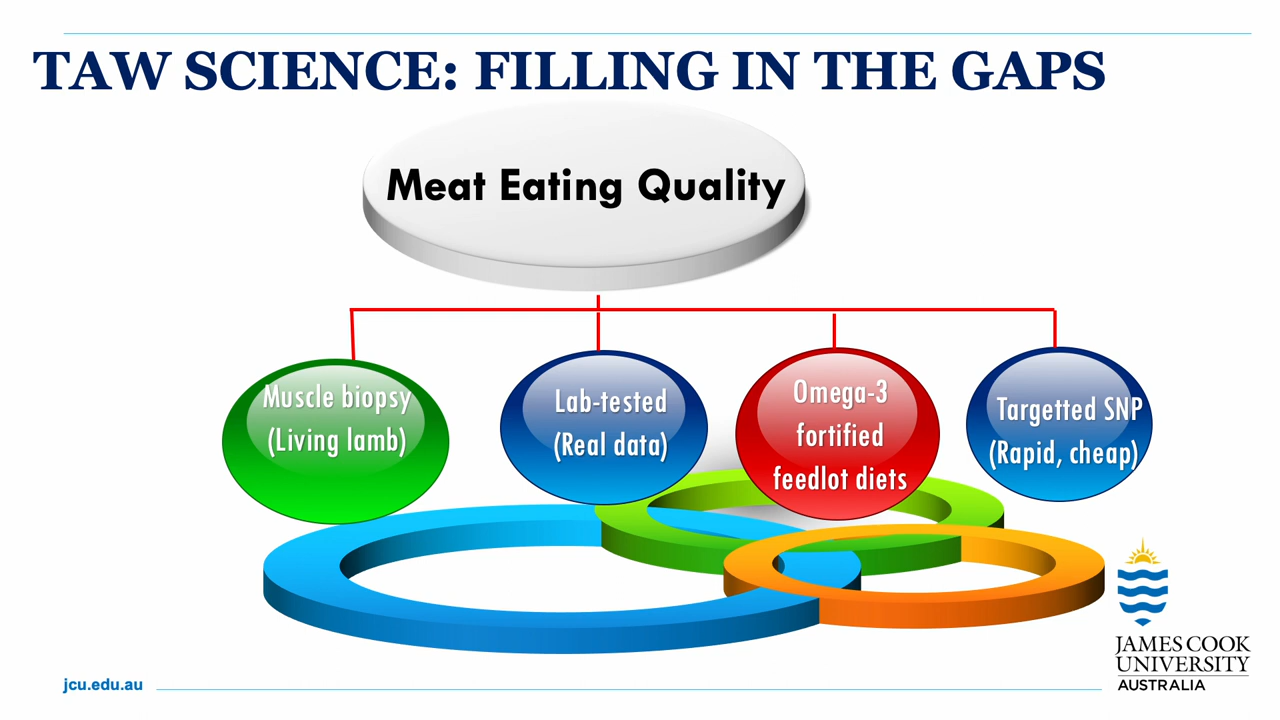 TAW SCIENCE: FILLING IN THE GAPS
Meat Eating Quality
Muscle biopsy
(Living lamb)
Lab-tested
(Real data)
Omega-3
fortified
feedlot diets
Targetted SNP
(Rapid, cheap)
JAMES COOK
UNIVERSITY
AUSTRALIA
jcu.edu.au